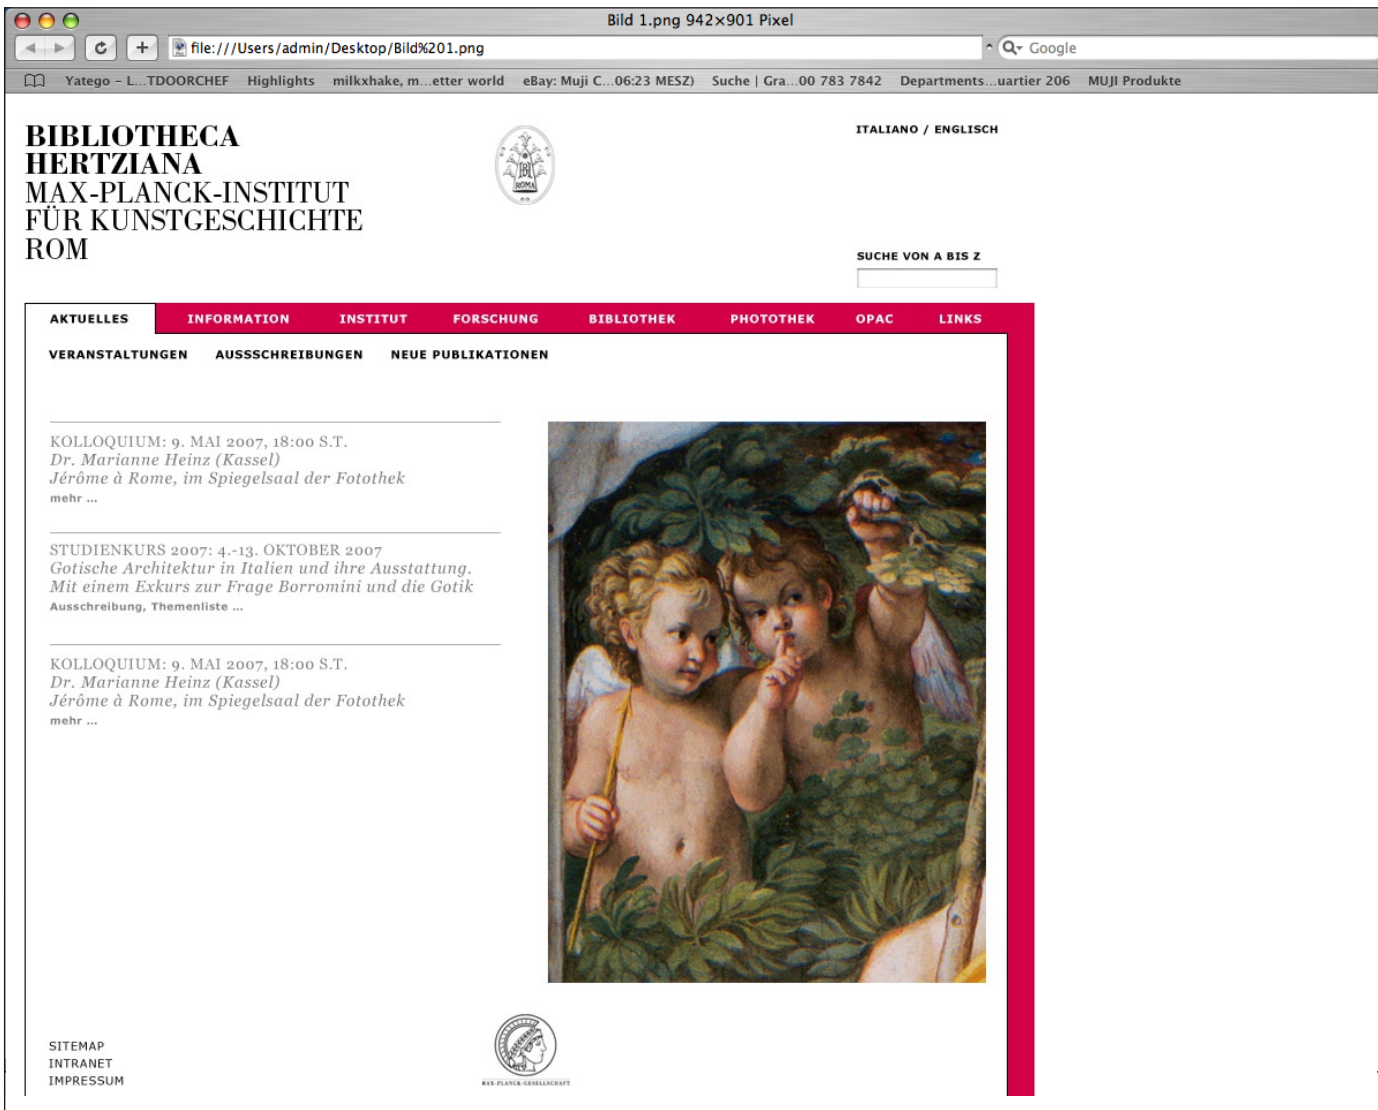 Bild 1.png 942×901 Pixel
file:///Users/admin/Desktop/Bild%201.png
Google
Yatego – L...TDOORCHEF Highlights milkxhake, m...etter world eBay: Muji C...06:23 MESZ) Suche | Gra...00 783 7842 Departments...uartier 206 MUJI Produkte
BIBLIOTHECA
HERTZIANA
MAX-PLANCK-INSTITUT
FÜR KUNSTGESCHICHTE
ROM
BH
ROMA
ITALIANO / ENGLISCH
SUCHE VON A BIS Z
AKTUELLES INFORMATION INSTITUT FORSCHUNG BIBLIOTHEK PHOTOTHEK OPAC LINKS
VERANSTALTUNGEN AUSSSCHREIBUNGEN NEUE PUBLIKATIONEN
KOLLOQUIUM: 9. MAI 2007, 18:00 S.T.
Dr. Marianne Heinz (Kassel)
Jérôme à Rome, im Spiegelsaal der Fotothek
mehr ...
STUDIENKURS 2007: 4.-13. OKTOBER 2007
Gotische Architektur in Italien und ihre Ausstattung.
Mit einem Exkurs zur Frage Borromini und die Gotik
Ausschreibung, Themenliste ...
KOLLOQUIUM: 9. MAI 2007, 18:00 S.T.
Dr. Marianne Heinz (Kassel)
Jérôme à Rome, im Spiegelsaal der Fotothek
mehr ...
SITEMAP
INTRANET
IMPRESSUM
MAX-PLANCK-GESELLSCHAFT